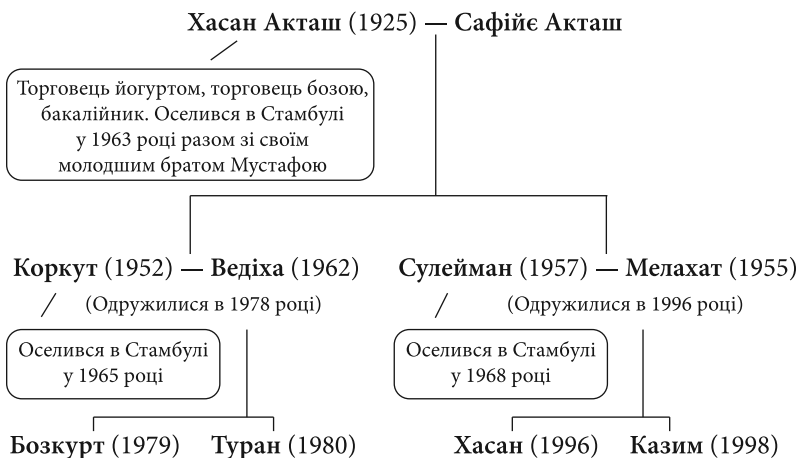 Хасан Акташ (1925) — Сафійє Акташ
Торговець йогуртом, торговець бозою,
бакалійник. Оселився в Стамбулі
у 1963 році разом зі своїм
молодшим братом Мустафою
Коркут (1952) — Ведіха (1962)
(Одружилися в 1978 році)
Оселився в Стамбулі
у 1965 році
Бозкурт (1979) Туран (1980)
Сулейман (1957) — Мелахат (1955)
(Одружилися в 1996 році)
Оселився в Стамбулі
у 1968 році
Хасан (1996) Казим (1998)